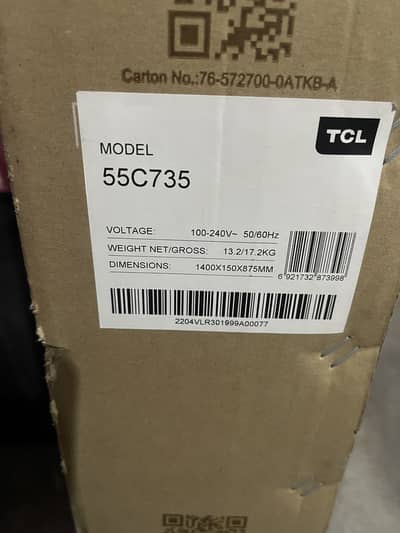 Carton No.:76-572700-0ATKB-A
TCL
MODEL
55C735
VOLTAGE: 100-240V~ 50/60Hz
WEIGHT NET/GROSS: 13.2/17.2KG
DIMENSIONS: 1400X150X875MM
6 921732 873998
2204VLR301999A00077